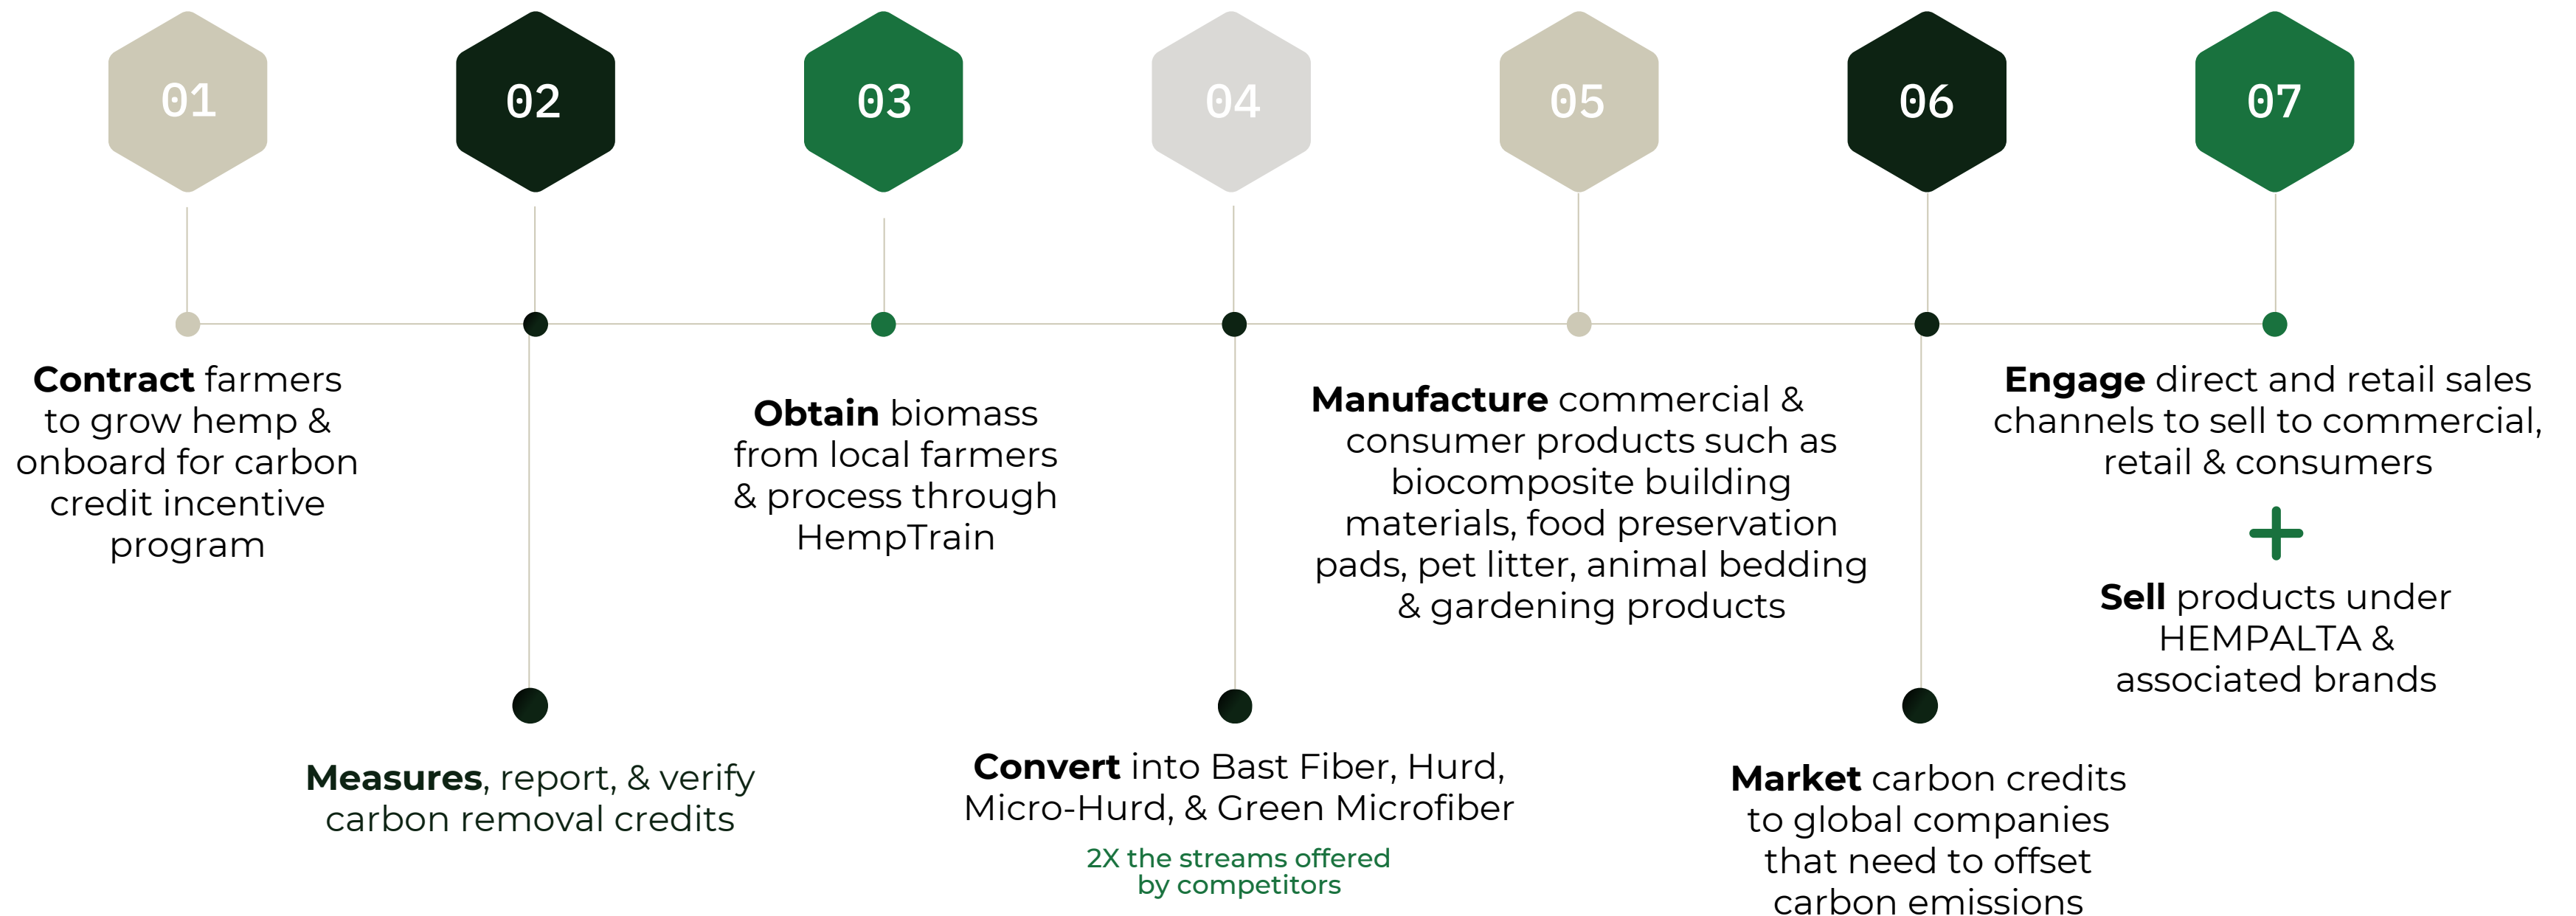 01
02
03
04
05
06
07
Contract farmers
to grow hemp &
onboard for carbon
credit incentive
program
Measures, report, & verify
carbon removal credits
Obtain biomass
from local farmers
& process through
HempTrain
Convert into Bast Fiber, Hurd,
Micro-Hurd, & Green Microfiber
2X the streams offered
by competitors
Manufacture commercial &
consumer products such as
biocomposite building
materials, food preservation
pads, pet litter, animal bedding
& gardening products
Market carbon credits
to global companies
that need to offset
carbon emissions
Engage direct and retail sales
channels to sell to commercial,
retail & consumers
+
Sell products under
HEMPALTA &
associated brands